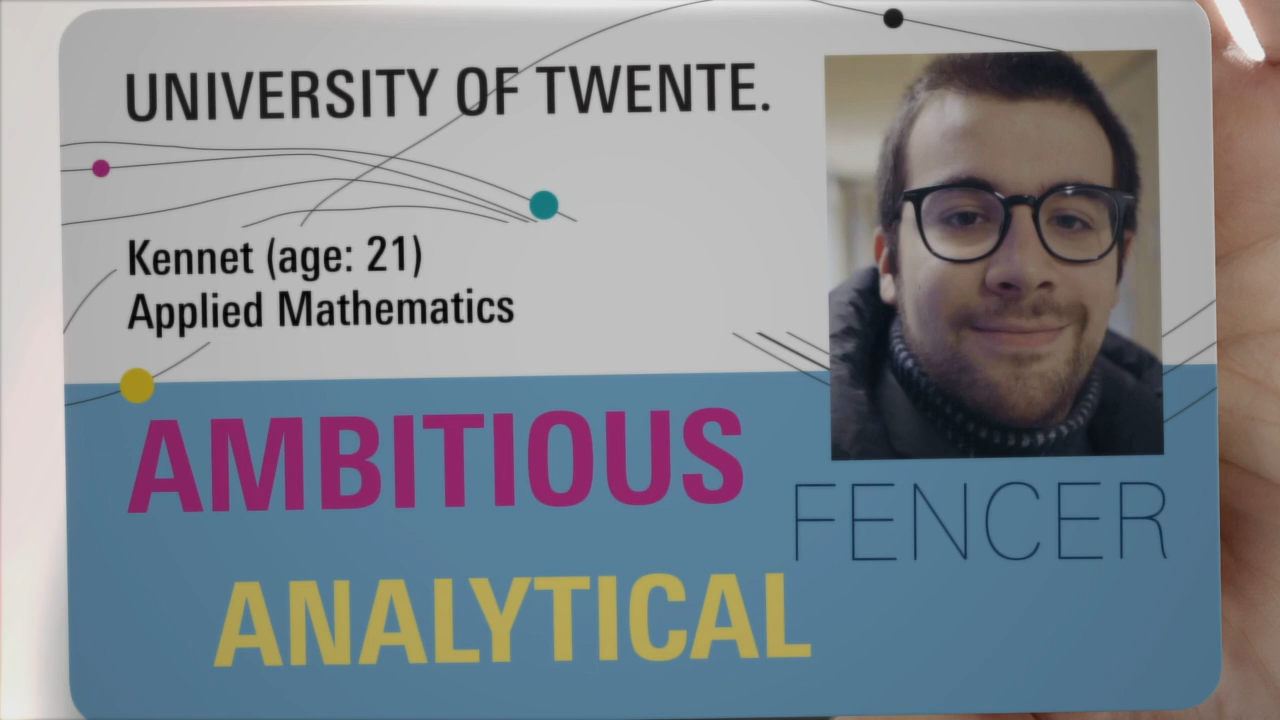 UNIVERSITY OF TWENTE.
Kennet (age: 21)
Applied Mathematics
AMBITIOUS
FENCER
ANALYTICAL